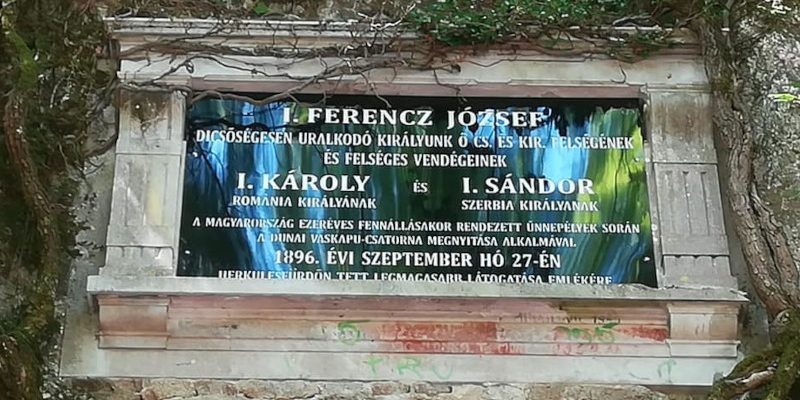 I. FERENCZ JÓZSEF
DICSŐSÉGESEN URALKODÓ KIRÁLYUNK Ő CS. ÉS KIR. FELSÉGÉNEK
ÉS FELSÉGES VENDÉGEINEK
I. KÁROLY ÉS I. SÁNDOR
ROMÁNIA KIRÁLYÁNAK SZERBIA KIRÁLYÁNAK
A MAGYARORSZÁG EZERÉVES FENNÁLLÁSAKOR RENDEZETT ÜNNEPÉLYEK SORÁN
A DUNAI VASKAPU-CSATORNA MEGNYITÁSA ALKALMÁVAL
1896. ÉVI SZEPTEMBER HÓ 27-ÉN
HERKULESFÜRDŐN TETT LEGMAGASABB LÁTOGATÁSA EMLÉKÉRE